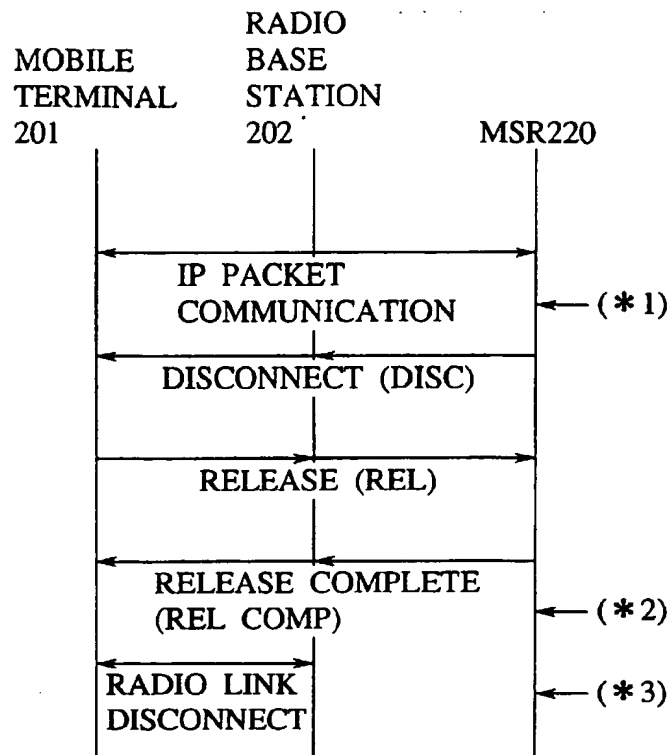 MOBILE
TERMINAL
201
RADIO
BASE
STATION
202
MSR220
IP PACKET
COMMUNICATION
(*1)
DISCONNECT (DISC)
RELEASE (REL)
RELEASE COMPLETE
(REL COMP)
(*2)
RADIO LINK
DISCONNECT
(*3)